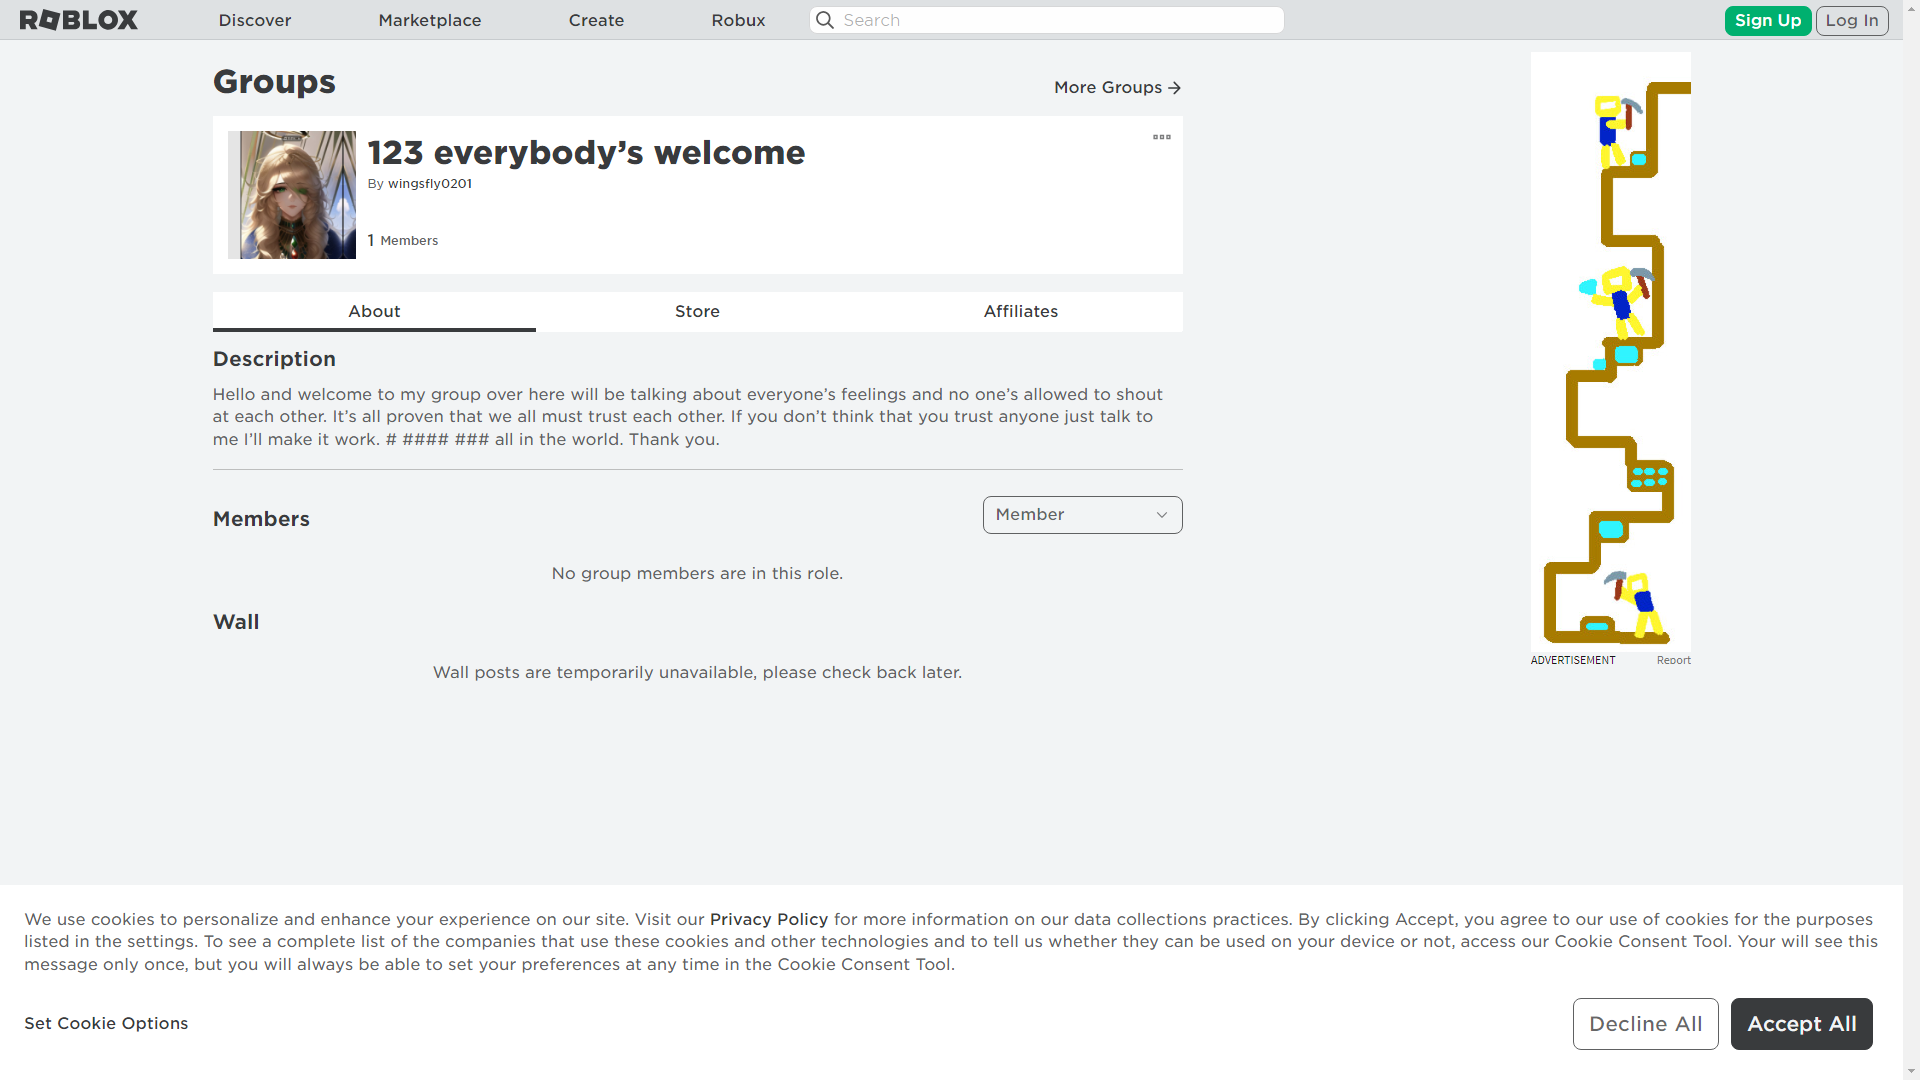 ROBLOX
Discover
Marketplace
Create
Robux
Search
Sign Up
Log In
Groups
More Groups →
123 everybody’s welcome
By wingsfly0201
1 Members
About
Store
Affiliates
Description
Hello and welcome to my group over here will be talking about everyone’s feelings and no one’s allowed to shout
at each other. It’s all proven that we all must trust each other. If you don’t think that you trust anyone just talk to
me I’ll make it work. # #### ### all in the world. Thank you.
Members
Member
No group members are in this role.
Wall
Wall posts are temporarily unavailable, please check back later.
ADVERTISEMENT
Report
We use cookies to personalize and enhance your experience on our site. Visit our Privacy Policy for more information on our data collections practices. By clicking Accept, you agree to our use of cookies for the purposes
listed in the settings. To see a complete list of the companies that use these cookies and other technologies and to tell us whether they can be used on your device or not, access our Cookie Consent Tool. Your will see this
message only once, but you will always be able to set your preferences at any time in the Cookie Consent Tool.
Set Cookie Options
Decline All
Accept All